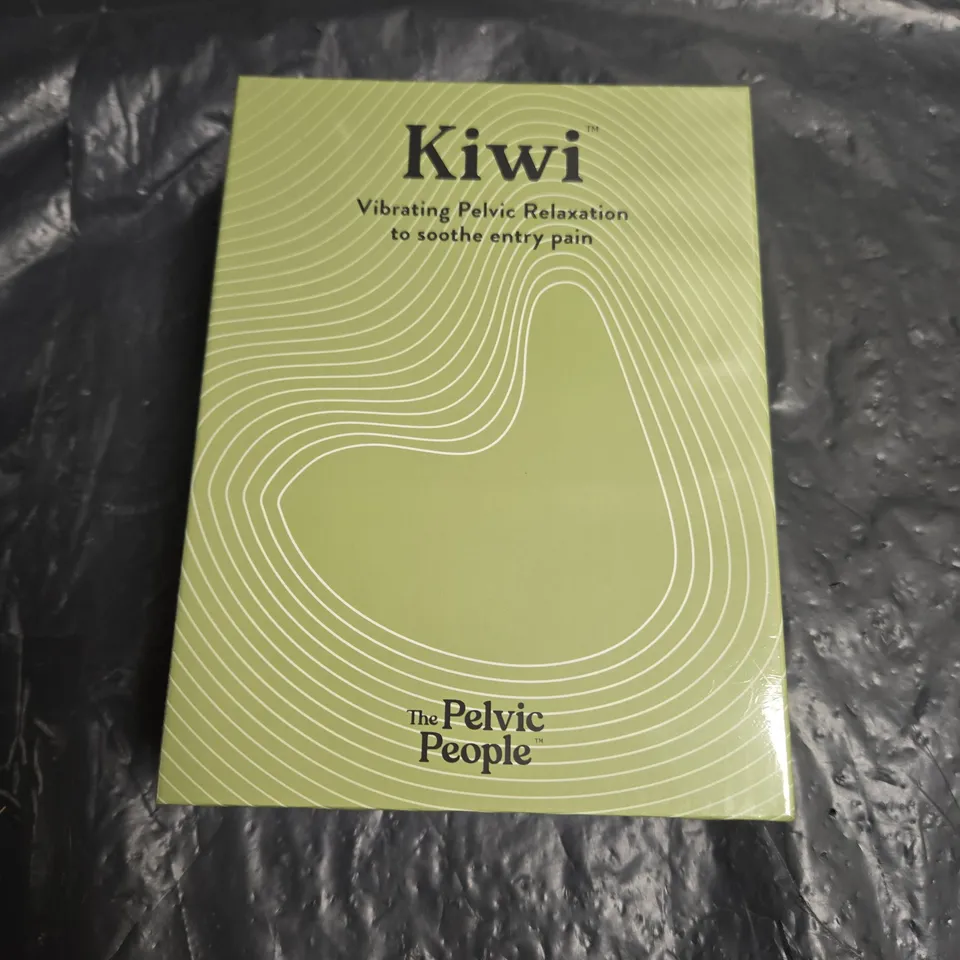 Kiwi™
Vibrating Pelvic Relaxation
to soothe entry pain
The Pelvic
People™